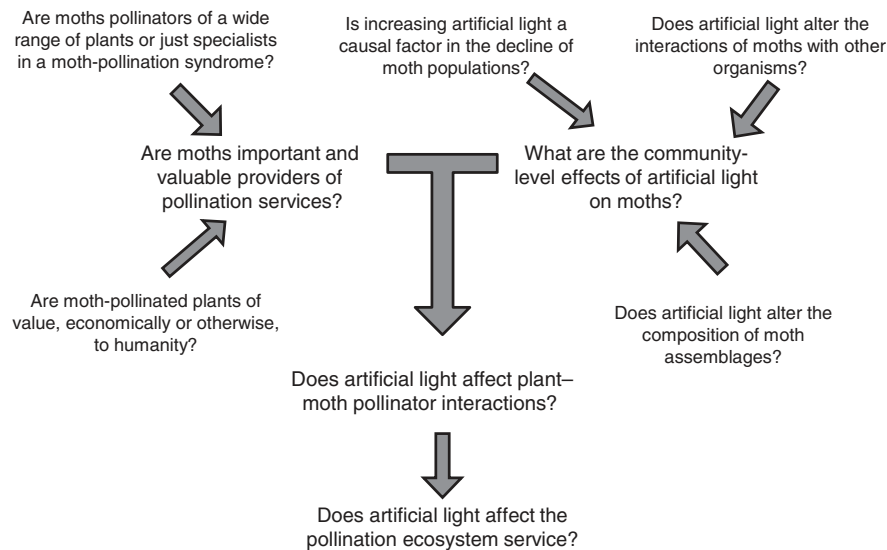 Are moths pollinators of a wide
range of plants or just specialists
in a moth-pollination syndrome?
Is increasing artificial light a
causal factor in the decline of
moth populations?
Does artificial light alter the
interactions of moths with other
organisms?
Are moths important and
valuable providers of
pollination services?
What are the community-
level effects of artificial light
on moths?
Are moth-pollinated plants of
value, economically or otherwise,
to humanity?
Does artificial light alter the
composition of moth
assemblages?
Does artificial light affect plant–
moth pollinator interactions?
Does artificial light affect the
pollination ecosystem service?